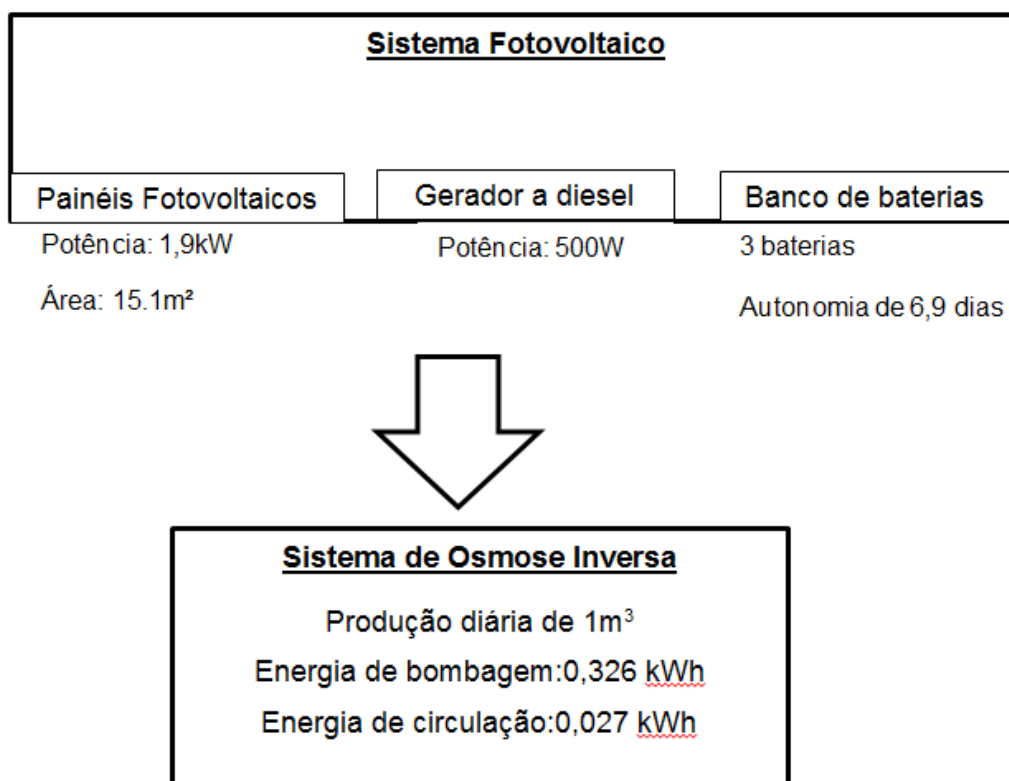 Sistema Fotovoltaico
Painéis Fotovoltaicos
Gerador a diesel
Banco de baterias
Potência: 1,9kW
Potência: 500W
3 baterias
Área: 15.1m²
Autonomia de 6,9 dias
Sistema de Osmose Inversa
Produção diária de 1m³
Energia de bombagem:0,326 kWh
Energia de circulação:0,027 kWh